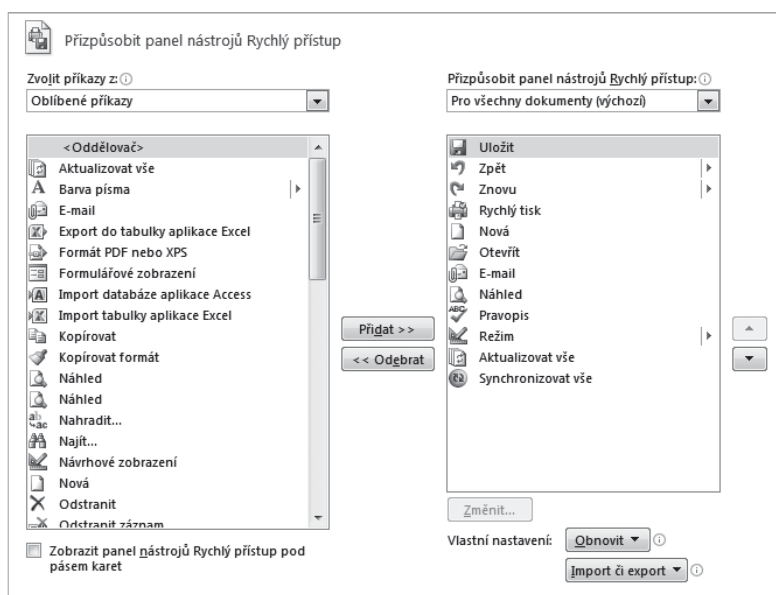 Přizpůsobit panel nástrojů Rychlý přístup
Zvolit příkazy z:
Oblíbené příkazy
<Oddělovač>
Aktualizovat vše
Barva písma
E-mail
Export do tabulky aplikace Excel
Formát PDF nebo XPS
Formulářové zobrazení
Import databáze aplikace Access
Import tabulky aplikace Excel
Kopírovat
Kopírovat formát
Náhled
Náhled
Nahradit...
Najít...
Návrhové zobrazení
Nová
Odstranit
Odstranit záznam
Zobrazit panel nástrojů Rychlý přístup pod
pásem karet
Přidat >>
<< Odebrat
Přizpůsobit panel nástrojů Rychlý přístup:
Pro všechny dokumenty (výchozí)
Uložit
Zpět
Znovu
Rychlý tisk
Nová
Otevřít
E-mail
Náhled
Pravopis
Režim
Aktualizovat vše
Synchronizovat vše
Změnit...
Vlastní nastavení:
Obnovit
Import či export